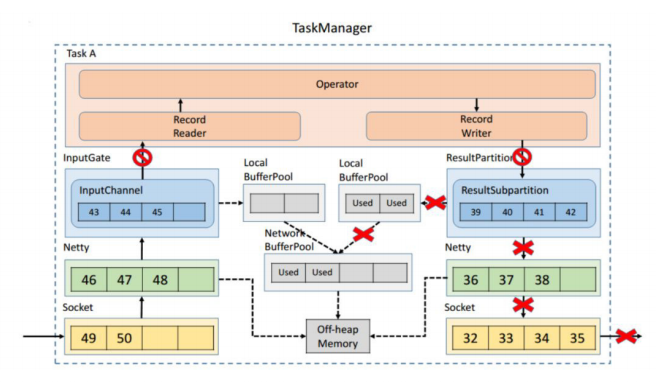 TaskManager
Task A
Operator
Record
Reader
Record
Writer
InputGate
Local
BufferPool
Local
BufferPool
ResultPartition
InputChannel
43 44 45
Used Used
ResultSubpartition
39 40 41 42
Network
BufferPool
Netty
46 47 48
Used Used
Netty
36 37 38
Socket
49 50
Off-heap
Memory
Socket
32 33 34 35